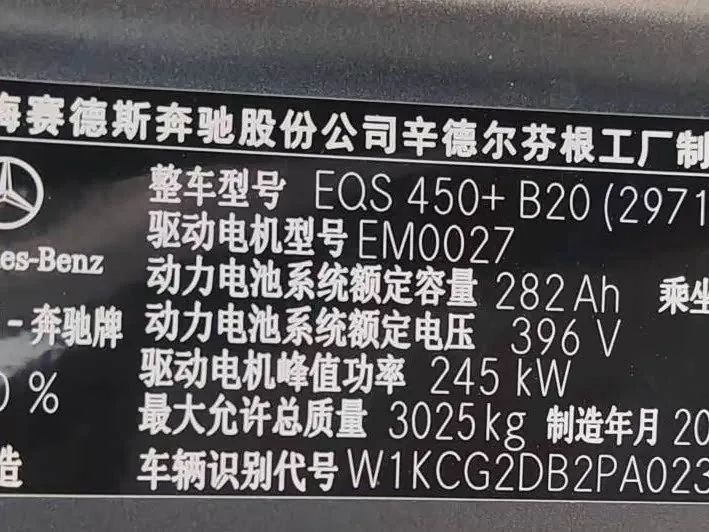 海赛德斯奔驰股份公司辛德尔芬根工厂制
整车型号 EQS 450+ B20 (2971
驱动电机型号 EM0027
es-Benz
动力电池系统额定容量 282 Ah 乘坐
- 奔驰牌 动力电池系统额定电压 396 V
驱动电机峰值功率 245 kW
0 %
最大允许总质量 3025 kg 制造年月 20
造 车辆识别代号 W1KCG2DB2PA023